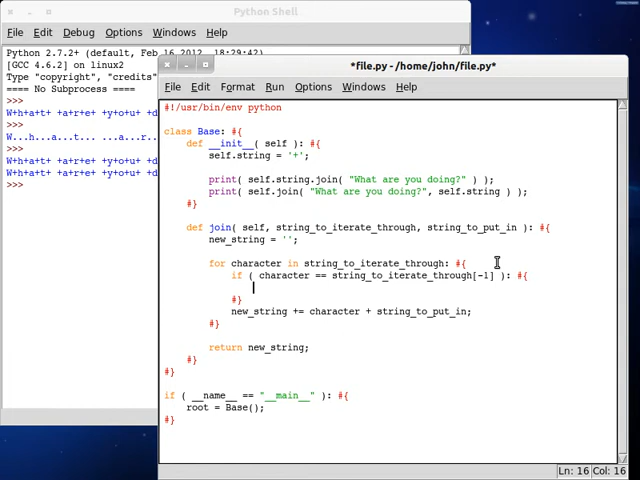 Python Shell
File Edit Debug Options Windows Help
Python 2.7.2+ (default, Feb 16 2012, 18:29:42)
[GCC 4.6.2] on linux2
Type "copyright", "credits"
==== No Subprocess ====
>>>
W+h+a+t+ +a+r+e+ +y+o+u+ +d
>>>
W...h...a...t... ...a...r..
>>>
W+h+a+t+ +a+r+e+ +y+o+u+ +d
W+h+a+t+ +a+r+e+ +y+o+u+ +d
>>>
*file.py - /home/john/file.py*
File Edit Format Run Options Windows Help
#!/usr/bin/env python
class Base: #{
def __init__( self ): #{
self.string = '+';
print( self.string.join( "What are you doing?" ) );
print( self.join( "What are you doing?", self.string ) );
#}
def join( self, string_to_iterate_through, string_to_put_in ): #{
new_string = '';
for character in string_to_iterate_through: #{
if ( character == string_to_iterate_through[-1] ): #{
#}
new_string += character + string_to_put_in;
#}
return new_string;
#}
#}
if ( __name__ == "__main__" ): #{
root = Base();
#}
Ln: 16 Col: 16